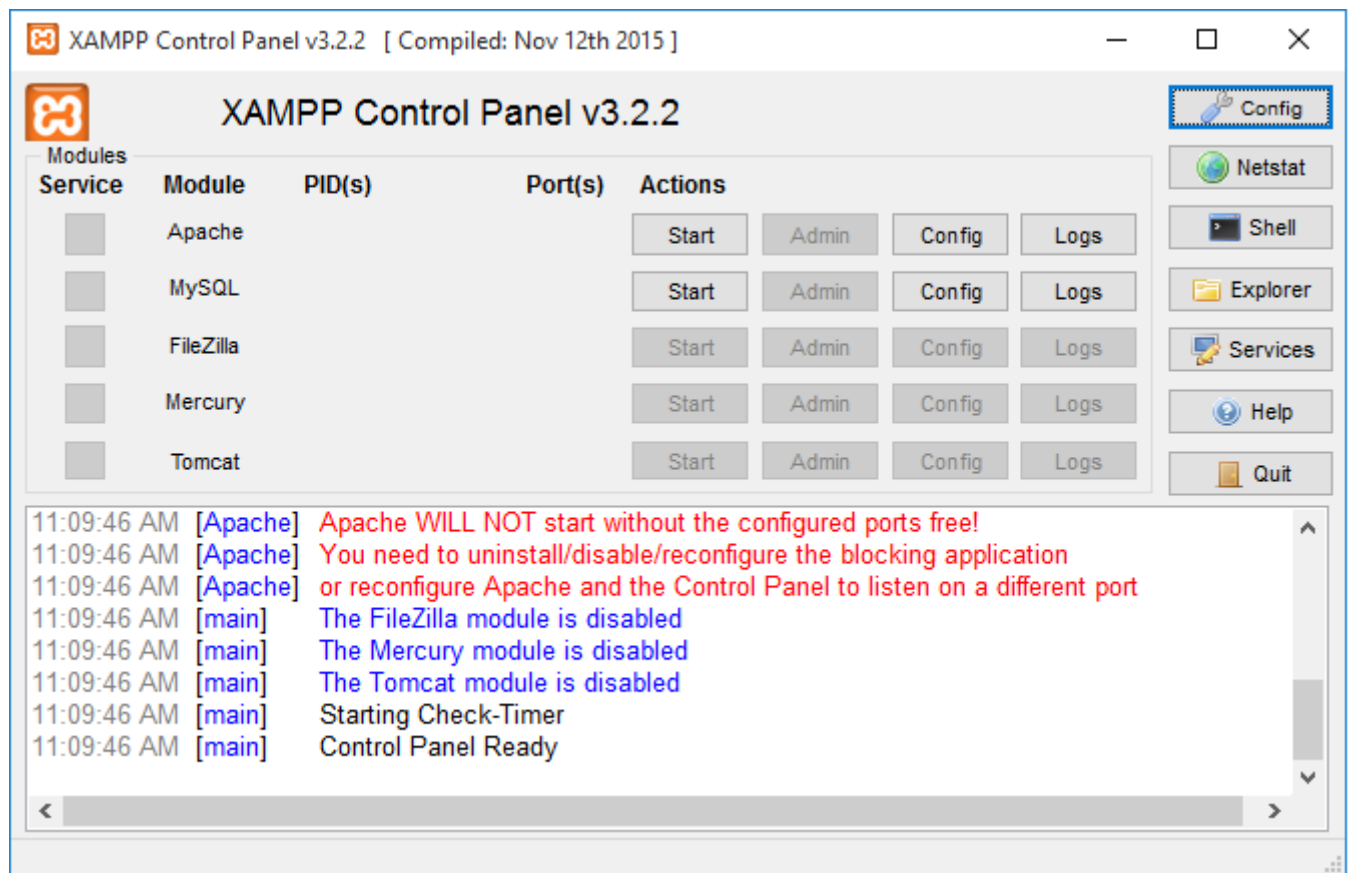 XAMPP Control Panel v3.2.2 [ Compiled: Nov 12th 2015 ]
XAMPP Control Panel v3.2.2
Config
Modules
Service Module PID(s) Port(s) Actions
Netstat
Apache Start Admin Config Logs
Shell
MySQL Start Admin Config Logs
Explorer
FileZilla Start Admin Config Logs
Services
Mercury Start Admin Config Logs
Help
Tomcat Start Admin Config Logs
Quit
11:09:46 AM [Apache] Apache WILL NOT start without the configured ports free!
11:09:46 AM [Apache] You need to uninstall/disable/reconfigure the blocking application
11:09:46 AM [Apache] or reconfigure Apache and the Control Panel to listen on a different port
11:09:46 AM [main] The FileZilla module is disabled
11:09:46 AM [main] The Mercury module is disabled
11:09:46 AM [main] The Tomcat module is disabled
11:09:46 AM [main] Starting Check-Timer
11:09:46 AM [main] Control Panel Ready